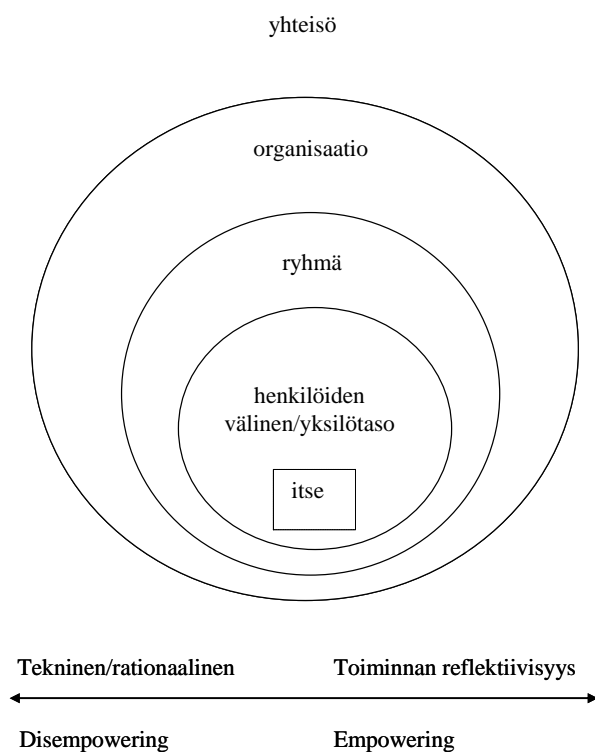 yhteisö
organisaatio
ryhmä
henkilöiden
välinen/yksilötaso
itse
Tekninen/rationaalinen Toiminnan reflektiivisyys
Disempowering Empowering